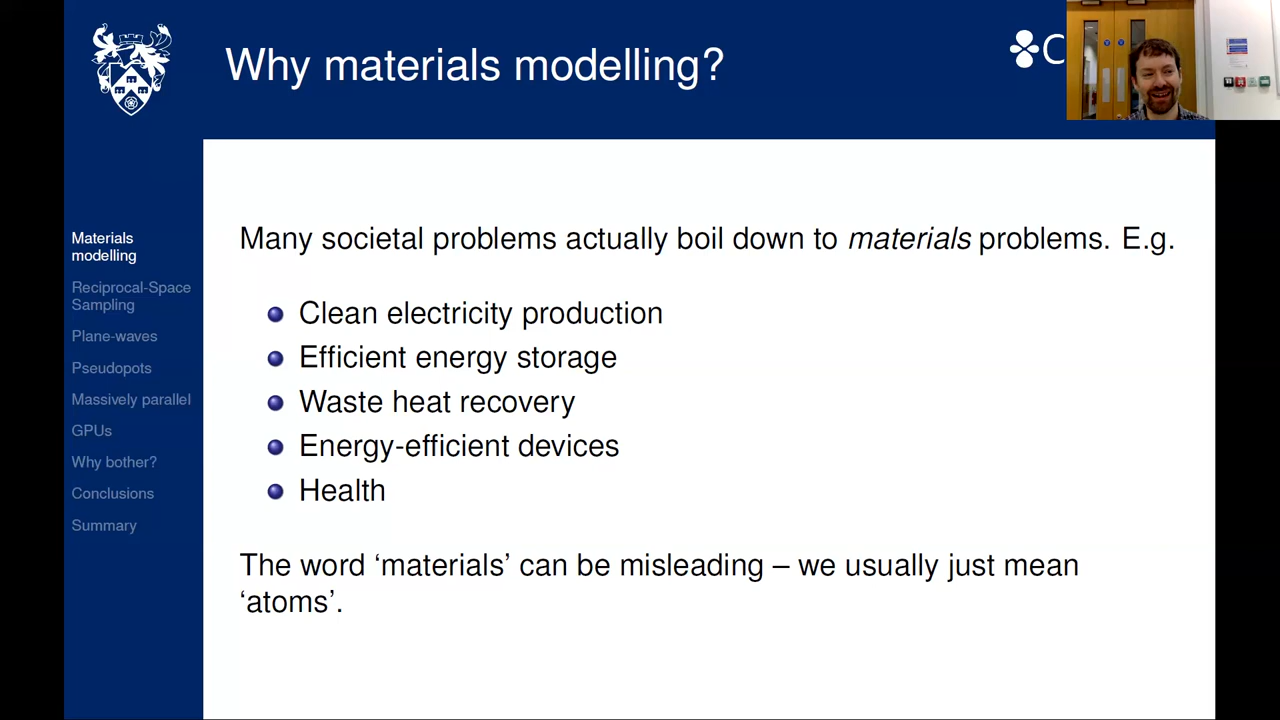 Why materials modelling?
C
Materials
modelling
Reciprocal-Space
Sampling
Plane-waves
Pseudopots
Massively parallel
GPUs
Why bother?
Conclusions
Summary
Many societal problems actually boil down to materials problems. E.g.
Clean electricity production
Efficient energy storage
Waste heat recovery
Energy-efficient devices
Health
The word ‘materials’ can be misleading – we usually just mean
‘atoms’.